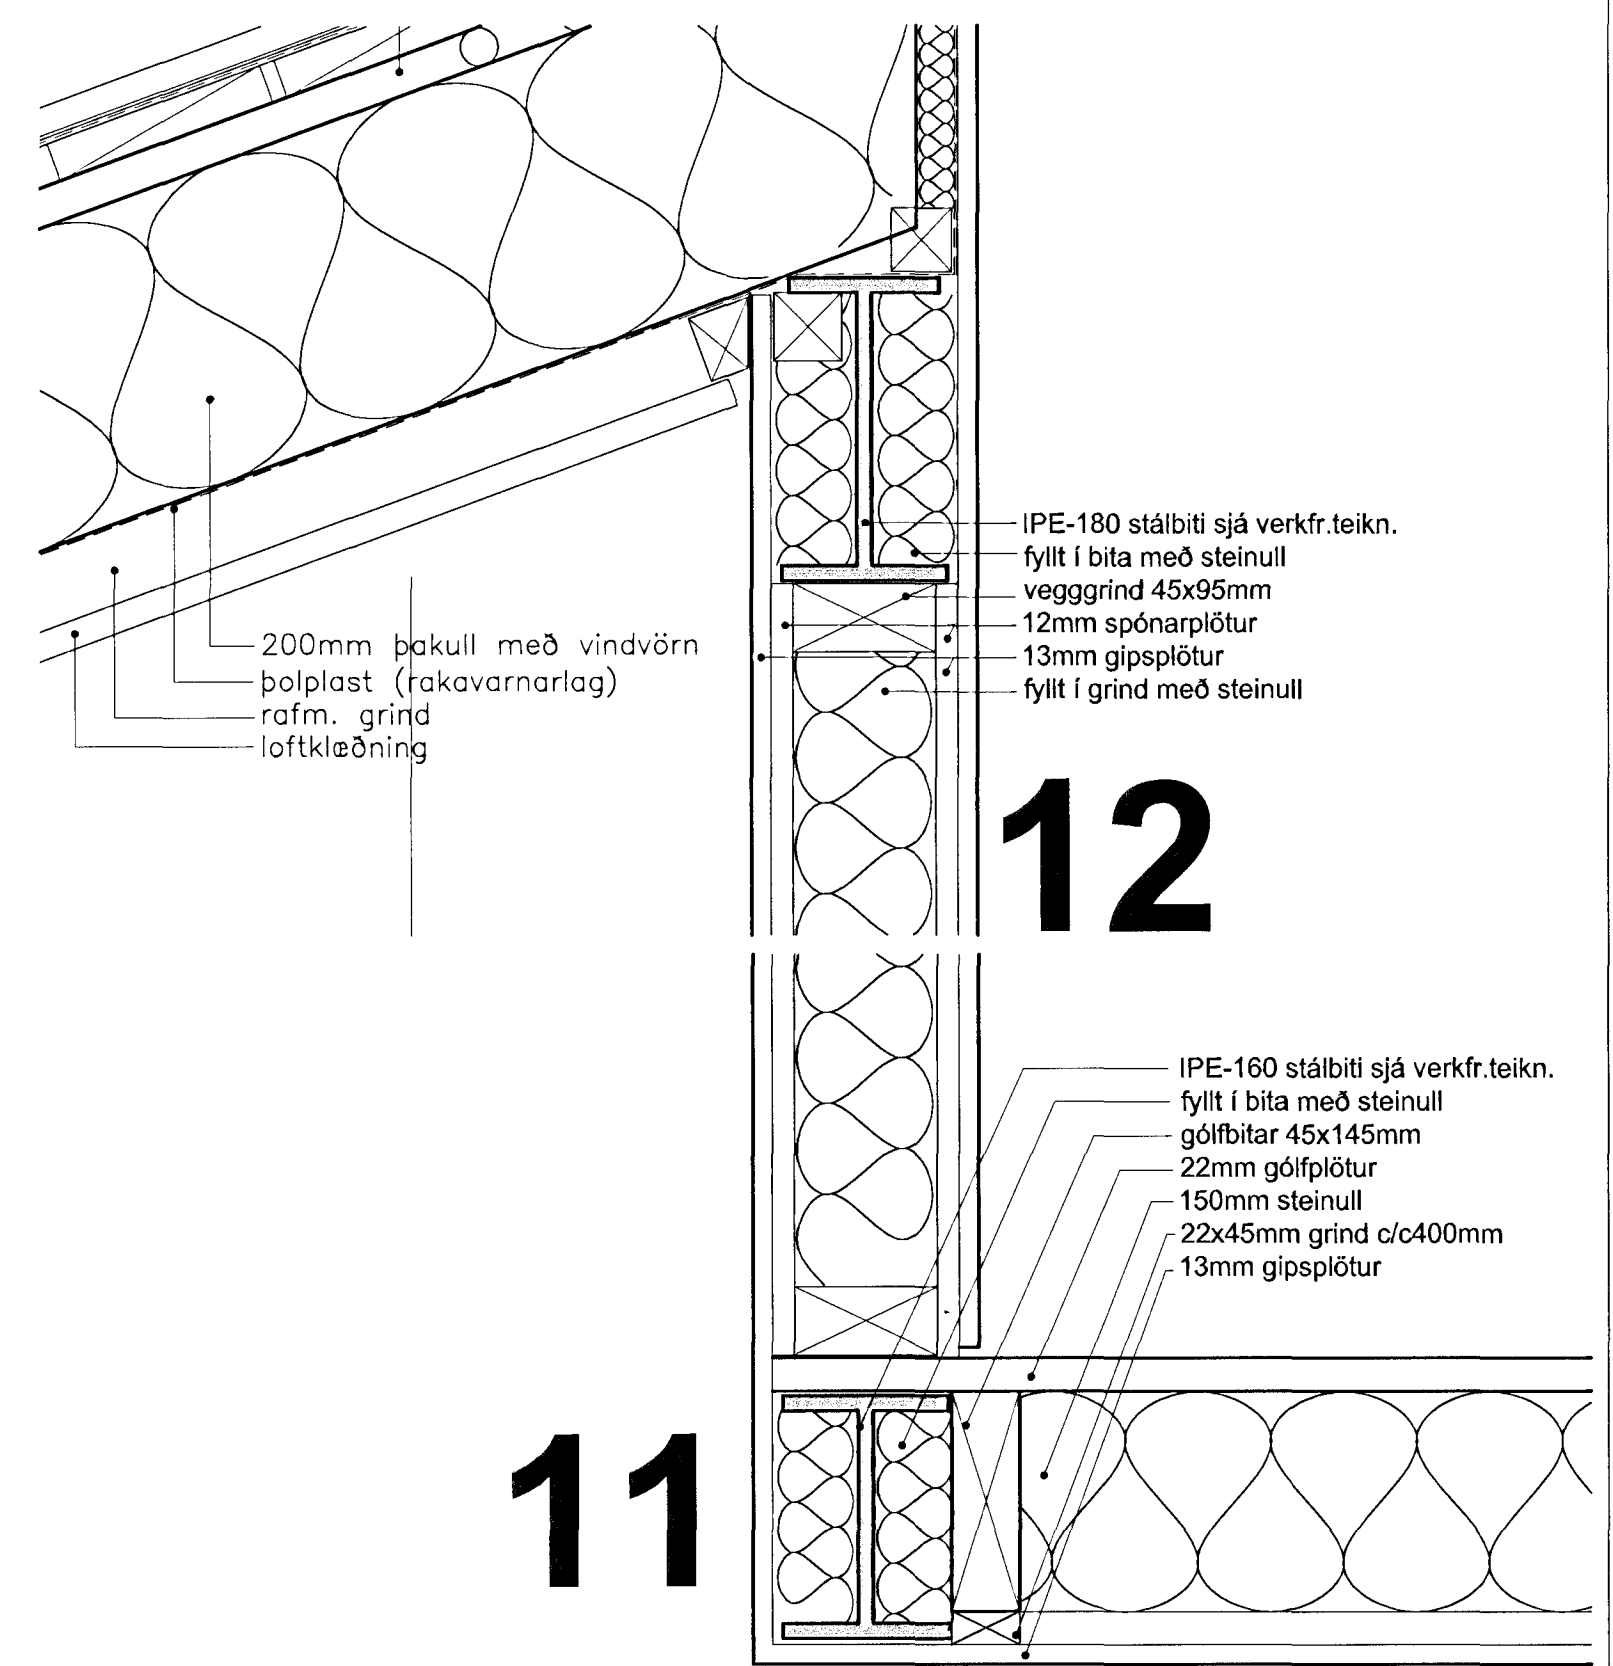 IPE-180 stálbiti sjá verkfr.teikn.
fyllt í bita með steinull
vegggrind 45x95mm
12mm spónarplötur
13mm gipsplötur
fyllt í grind með steinull
200mm þakull með vindvörn
þolplast (rakavarnarlag)
rafm. grind
loftklæðning
12
IPE-160 stálbiti sjá verkfr.teikn.
fyllt í bita með steinull
gólfbitar 45x145mm
22mm gólfplötur
150mm steinull
22x45mm grind c/c400mm
13mm gipsplötur
11